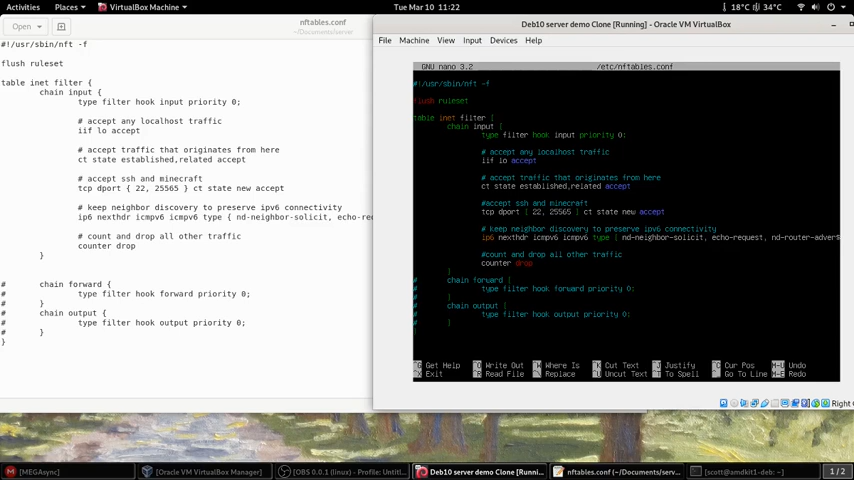 Activities Places VirtualBox Machine Tue Mar 10 11:22 18°C 34°C
Open nftables.conf
~/Documents/server
#!/usr/sbin/nft -f
flush ruleset
table inet filter {
chain input {
type filter hook input priority 0;
# accept any localhost traffic
iif lo accept
# accept traffic that originates from here
ct state established,related accept
# accept ssh and minecraft
tcp dport { 22, 25565 } ct state new accept
# keep neighbor discovery to preserve ipv6 connectivity
ip6 nexthdr icmpv6 icmpv6 type { nd-neighbor-solicit, echo-re
# count and drop all other traffic
counter drop
}
# chain forward {
# type filter hook forward priority 0;
# }
# chain output {
# type filter hook output priority 0;
# }
}
Deb10 server demo Clone [Running] - Oracle VM VirtualBox
File Machine View Input Devices Help
GNU nano 3.2 /etc/nftables.conf
#!/usr/sbin/nft -f
flush ruleset
table inet filter {
chain input {
type filter hook input priority 0;
# accept any localhost traffic
iif lo accept
# accept traffic that originates from here
ct state established,related accept
#accept ssh and minecraft
tcp dport { 22, 25565 } ct state new accept
# keep neighbor discovery to preserve ipv6 connectivity
ip6 nexthdr icmpv6 icmpv6 type { nd-neighbor-solicit, echo-request, nd-router-adver$
#count and drop all other traffic
counter drop
}
# chain forward {
# type filter hook forward priority 0;
# }
# chain output {
# type filter hook output priority 0;
# }
}
^G Get Help ^O Write Out ^W Where Is ^K Cut Text ^J Justify ^C Cur Pos M-U Undo
^X Exit ^R Read File ^\ Replace ^U Uncut Text ^T To Spell ^_ Go To Line M-E Redo
Right C
[MEGAsync] [Oracle VM VirtualBox Manager] [OBS 0.0.1 (linux) - Profile: Untitl... Deb10 server demo Clone [Running... nftables.conf (~/Documents/serv... [scott@amdkit1-deb: ~] 1 / 2